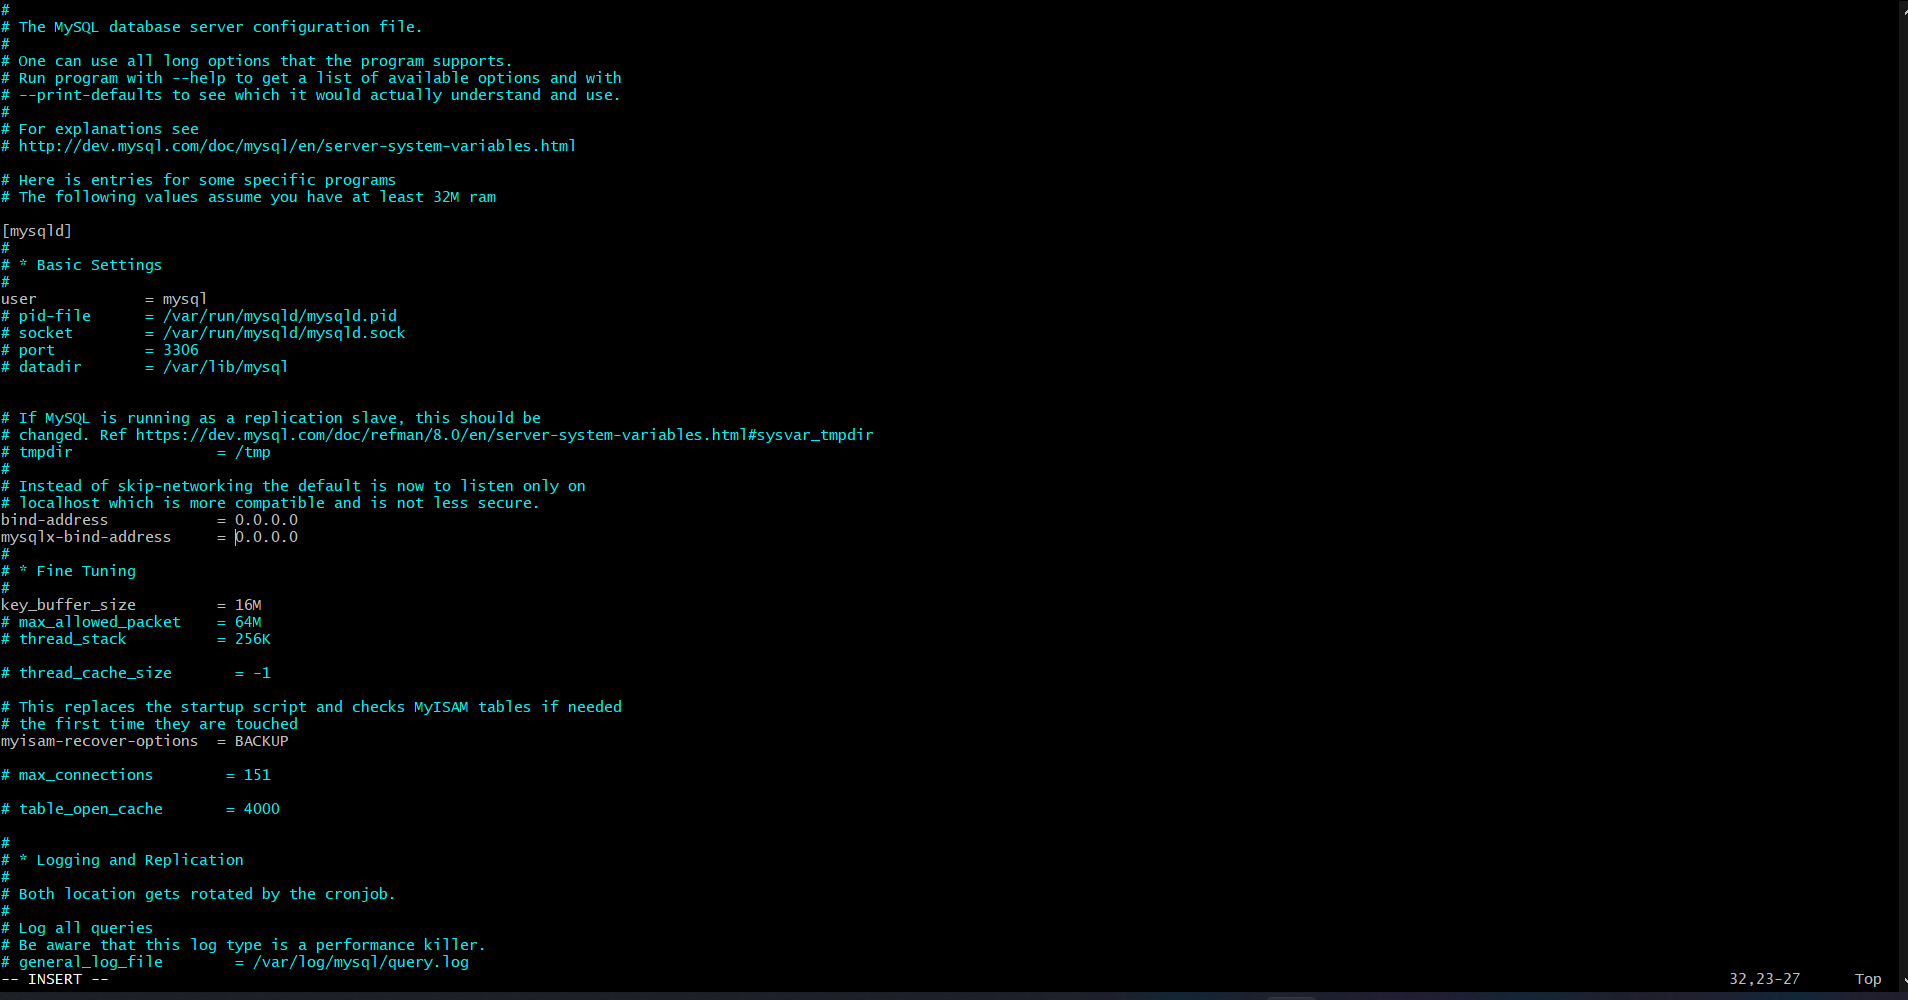 #
# The MySQL database server configuration file.
#
# One can use all long options that the program supports.
# Run program with --help to get a list of available options and with
# --print-defaults to see which it would actually understand and use.
#
# For explanations see
# http://dev.mysql.com/doc/mysql/en/server-system-variables.html

# Here is entries for some specific programs
# The following values assume you have at least 32M ram

[mysqld]
#
# * Basic Settings
#
user            = mysql
# pid-file      = /var/run/mysqld/mysqld.pid
# socket        = /var/run/mysqld/mysqld.sock
# port          = 3306
# datadir       = /var/lib/mysql


# If MySQL is running as a replication slave, this should be
# changed. Ref https://dev.mysql.com/doc/refman/8.0/en/server-system-variables.html#sysvar_tmpdir
# tmpdir                = /tmp
#
# Instead of skip-networking the default is now to listen only on
# localhost which is more compatible and is not less secure.
bind-address            = 0.0.0.0
mysqlx-bind-address     = 0.0.0.0
#
# * Fine Tuning
#
key_buffer_size         = 16M
# max_allowed_packet    = 64M
# thread_stack          = 256K

# thread_cache_size       = -1

# This replaces the startup script and checks MyISAM tables if needed
# the first time they are touched
myisam-recover-options  = BACKUP

# max_connections        = 151

# table_open_cache       = 4000

#
# * Logging and Replication
#
# Both location gets rotated by the cronjob.
#
# Log all queries
# Be aware that this log type is a performance killer.
# general_log_file        = /var/log/mysql/query.log
-- INSERT -- 32,23-27 Top